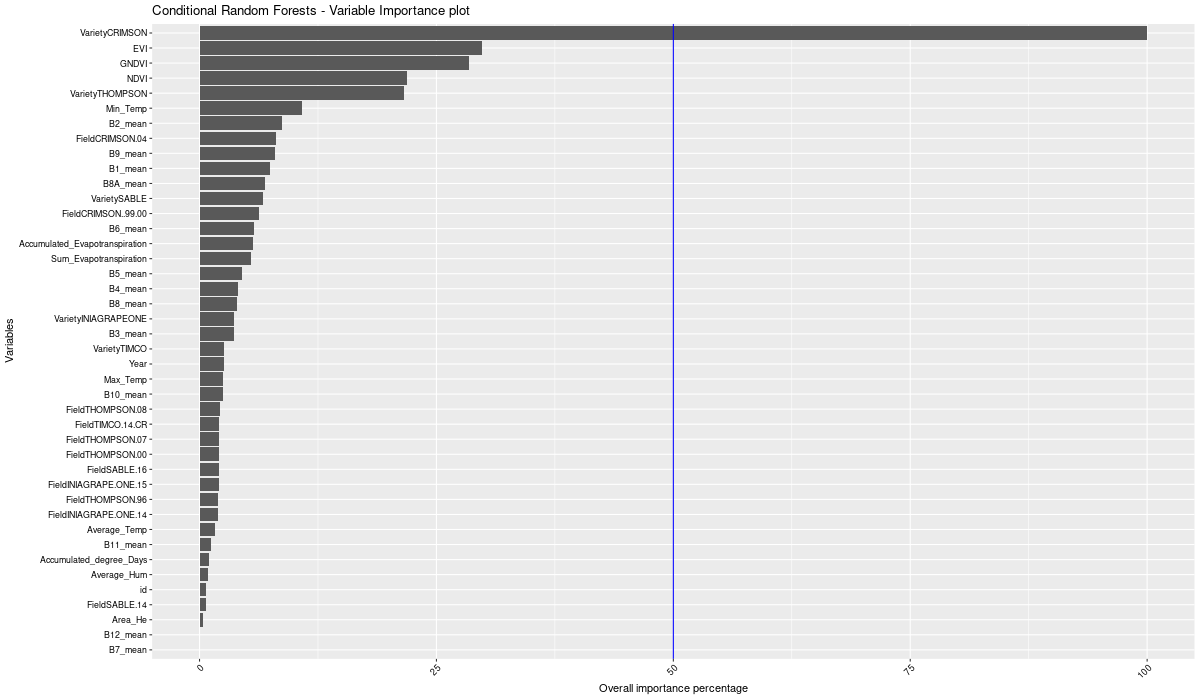 Conditional Random Forests - Variable Importance plot
VarietyCRIMSON
EVI
GNDVI
NDVI
VarietyTHOMPSON
Min_Temp
B2_mean
FieldCRIMSON.04
B9_mean
B1_mean
B8A_mean
VarietySABLE
FieldCRIMSON..99.00
B6_mean
Accumulated_Evapotranspiration
Sum_Evapotranspiration
B5_mean
B4_mean
B8_mean
VarietyINIAGRAPEONE
B3_mean
VarietyTIMCO
Year
Max_Temp
B10_mean
FieldTHOMPSON.08
FieldTIMCO.14.CR
FieldTHOMPSON.07
FieldTHOMPSON.00
FieldSABLE.16
FieldINIAGRAPE.ONE.15
FieldTHOMPSON.96
FieldINIAGRAPE.ONE.14
Average_Temp
B11_mean
Accumulated_degree_Days
Average_Hum
id
FieldSABLE.14
Area_He
B12_mean
B7_mean
Variables
0
25
50
75
100
Overall importance percentage